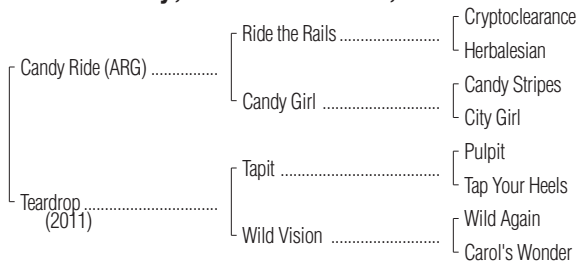 Cryptoclearance
Ride the Rails ....................
Herbalesian
Candy Ride (ARG) ...............
Candy Stripes
Candy Girl ........................
City Girl
Pulpit
Tapit ................................
Tap Your Heels
Teardrop ...........................
(2011)
Wild Again
Wild Vision ......................
Carol's Wonder